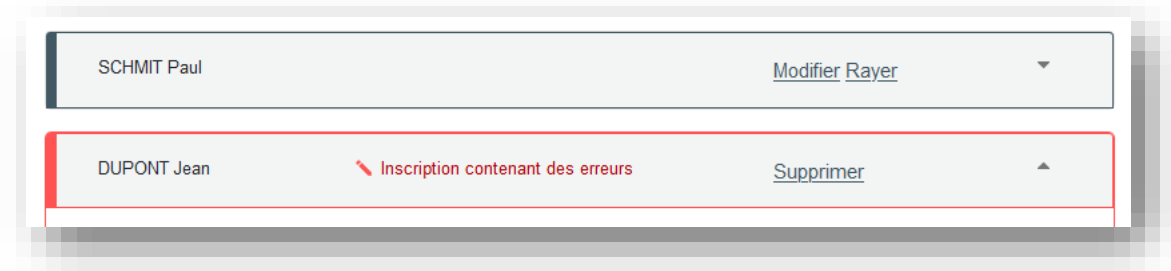 SCHMIT Paul Modifier Rayer
DUPONT Jean Inscription contenant des erreurs Supprimer